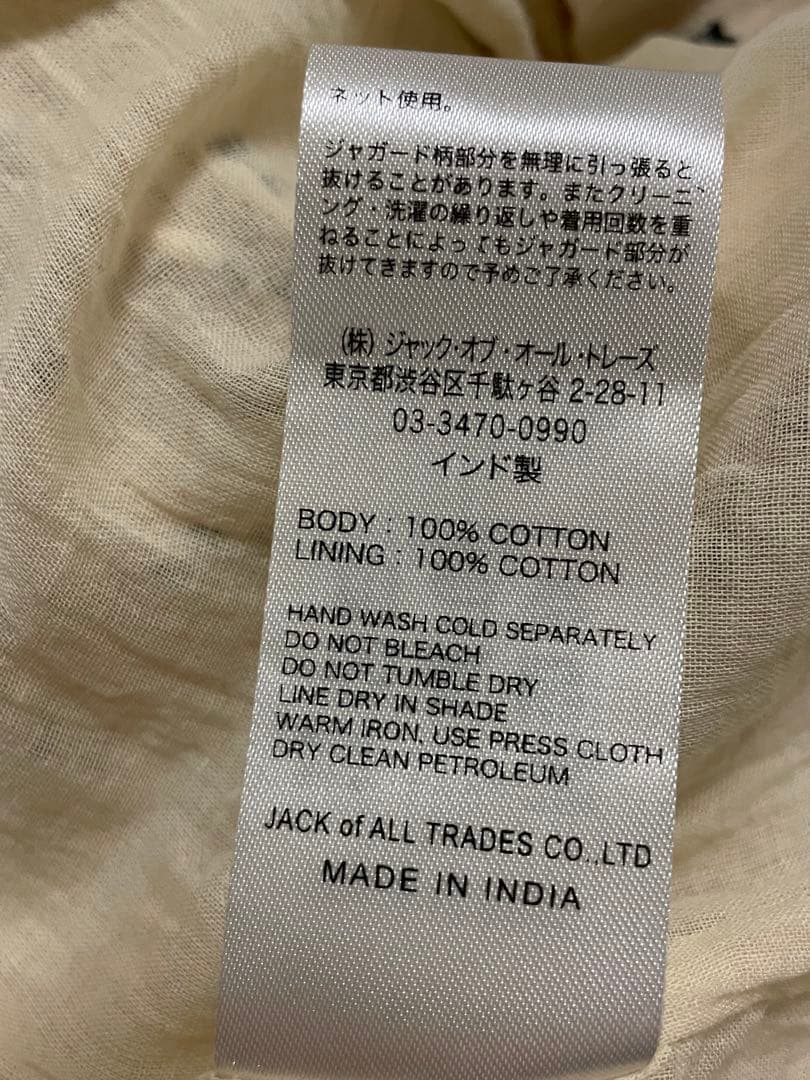 ネット使用。
ジャガード柄部分を無理に引っ張ると
抜けることがあります。またクリーニ
ング・洗濯の繰り返しや着用回数を重
ねることによってもジャガード部分が
抜けてきますので予めご了承ください。
(株) ジャック・オブ・オール・トレーズ
東京都渋谷区千駄ヶ谷 2-28-11
03-3470-0990
インド製
BODY : 100% COTTON
LINING : 100% COTTON
HAND WASH COLD SEPARATELY
DO NOT BLEACH
DO NOT TUMBLE DRY
LINE DRY IN SHADE
WARM IRON. USE PRESS CLOTH
DRY CLEAN PETROLEUM
JACK of ALL TRADES CO.,LTD
MADE IN INDIA